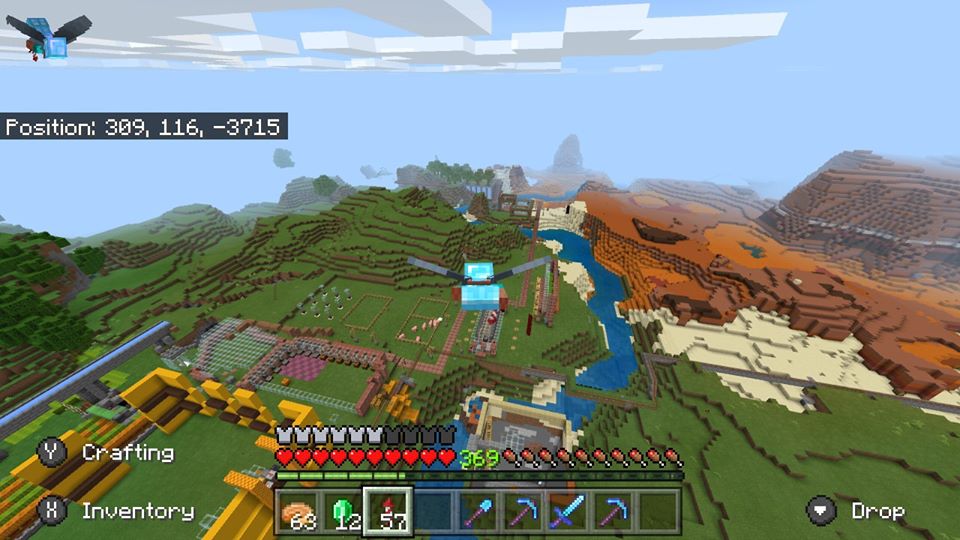 Position: 309, 116, -3715
Y Crafting
369
X Inventory
63
12
57
Drop